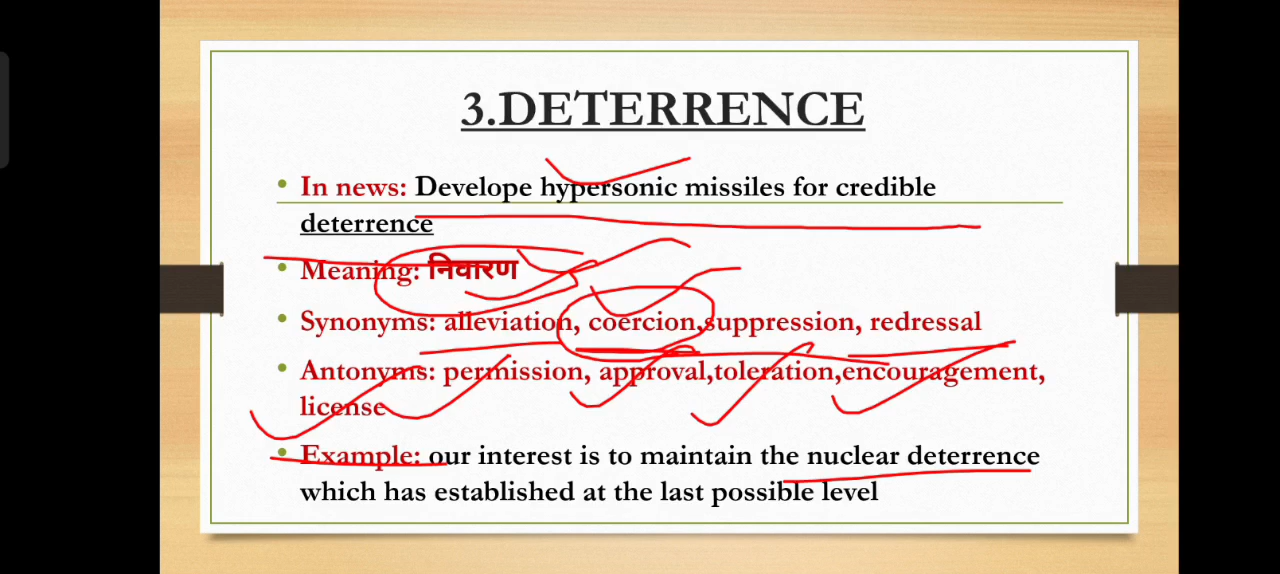 3.DETERRENCE
• In news: Develope hypersonic missiles for credible
deterrence
• Meaning: निवारण
• Synonyms: alleviation, coercion,suppression, redressal
• Antonyms: permission, approval,toleration,encouragement,
license
• Example: our interest is to maintain the nuclear deterrence
which has established at the last possible level